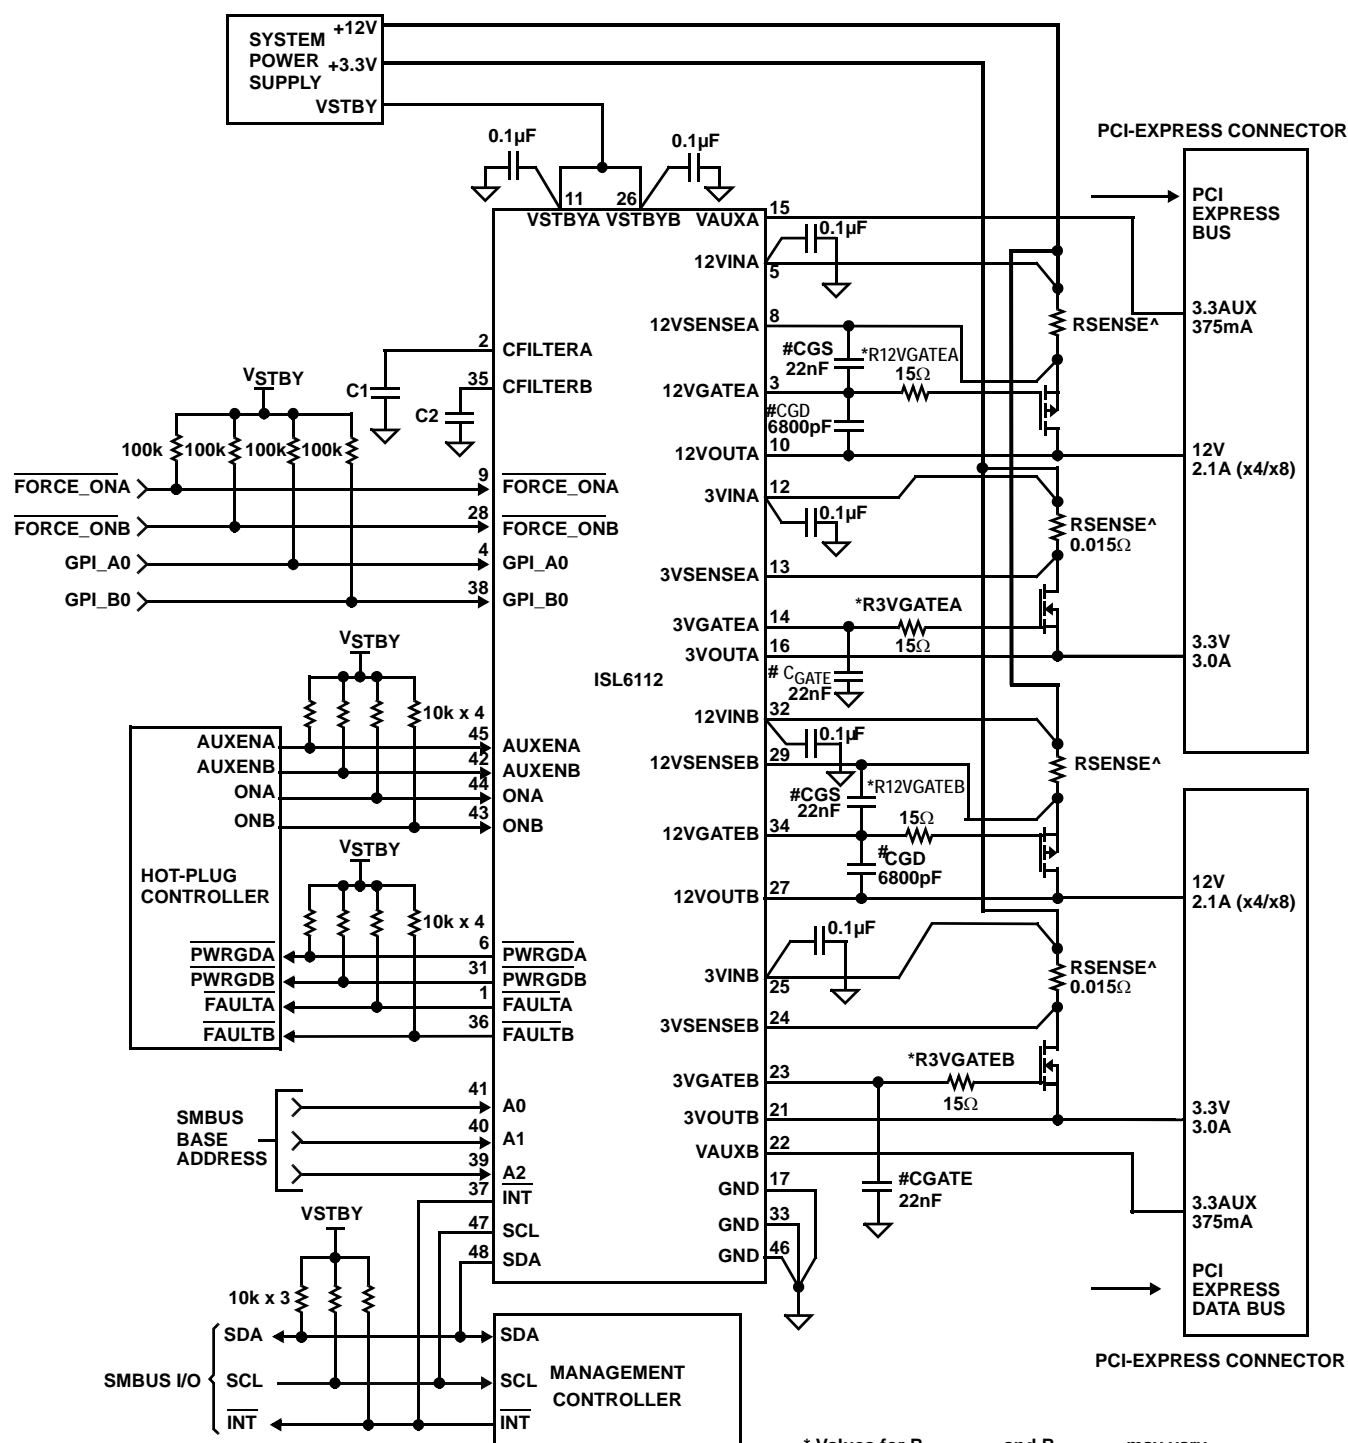 SYSTEM
POWER
SUPPLY
+12V
+3.3V
VSTBY
0.1µF
0.1µF
11
26
VSTBYA
VSTBYB
PCI-EXPRESS CONNECTOR
PCI
EXPRESS
BUS
3.3AUX
375mA
12V
2.1A (x4/x8)
3.3V
3.0A
VAUXA
15
0.1µF
12VINA
5
12VSENSEA
8
RSENSE^
#CGS
22nF
*R12VGATEA
15Ω
12VGATEA
3
#CGD
6800pF
12VOUTA
10
3VINA
12
0.1µF
RSENSE^
0.015Ω
3VSENSEA
13
*R3VGATEA
15Ω
3VGATEA
14
3VOUTA
16
# CGATE
22nF
ISL6112
12VINB
32
0.1µF
12VSENSEB
29
RSENSE^
#CGS
22nF
*R12VGATEB
15Ω
12VGATEB
34
#CGD
6800pF
12VOUTB
27
0.1µF
3VINB
25
RSENSE^
0.015Ω
3VSENSEB
24
*R3VGATEB
15Ω
3VGATEB
23
3VOUTB
21
VAUXB
22
#CGATE
22nF
GND
17
GND
33
GND
46
12V
2.1A (x4/x8)
3.3V
3.0A
3.3AUX
375mA
PCI
EXPRESS
DATA BUS
PCI-EXPRESS CONNECTOR
2
CFILTERA
35
CFILTERB
C1
C2
VSTBY
100k
100k
100k
100k
FORCE_ONA
9
FORCE_ONA
FORCE_ONB
28
FORCE_ONB
GPI_A0
4
GPI_A0
GPI_B0
38
GPI_B0
VSTBY
10k x 4
HOT-PLUG
CONTROLLER
AUXENA
45
AUXENA
AUXENB
42
AUXENB
ONA
44
ONA
ONB
43
ONB
VSTBY
10k x 4
PWRGDA
6
PWRGDA
PWRGDB
31
PWRGDB
FAULTA
1
FAULTA
FAULTB
36
FAULTB
SMBUS
BASE
ADDRESS
41
A0
40
A1
39
A2
37
INT
47
SCL
48
SDA
VSTBY
10k x 3
SMBUS I/O
SDA
SCL
INT
SDA
SCL
INT
MANAGEMENT
CONTROLLER
* Values for R and R may vary